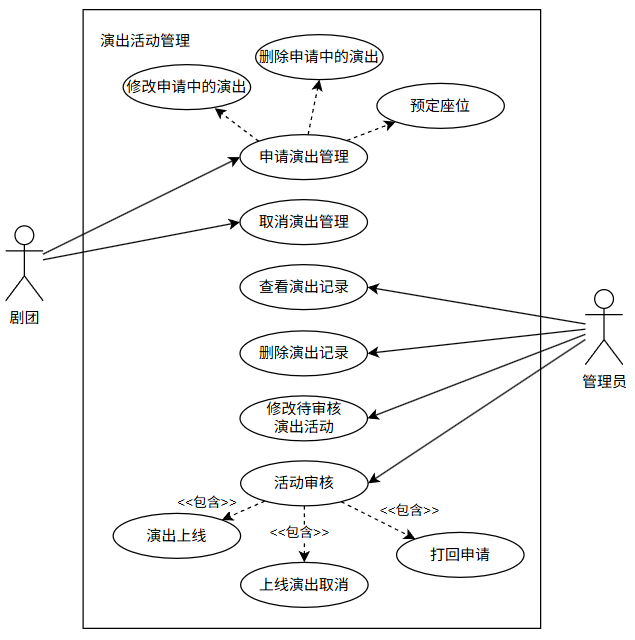 演出活动管理
删除申请中的演出
修改申请中的演出
预定座位
申请演出管理
取消演出管理
查看演出记录
剧团
删除演出记录
管理员
修改待审核
演出活动
活动审核
<<包含>>
<<包含>>
<<包含>>
演出上线
打回申请
上线演出取消